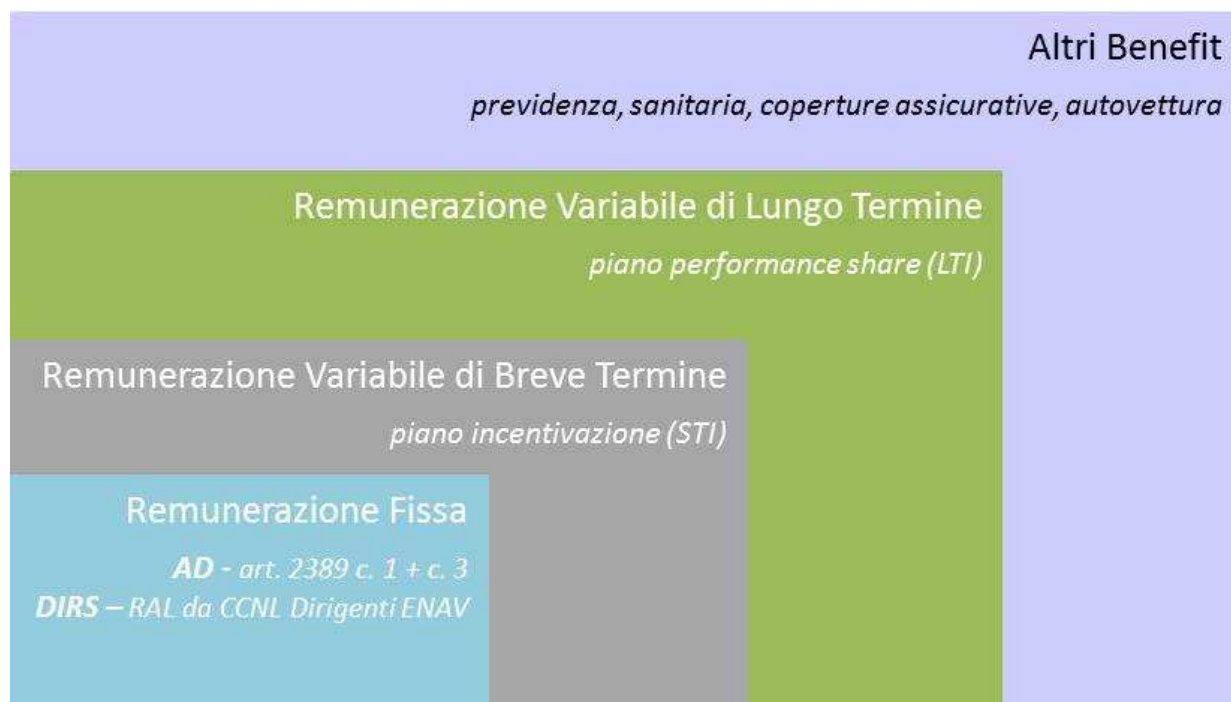 Altri Benefit
previdenza, sanitaria, coperture assicurative, autovettura
Remunerazione Variabile di Lungo Termine
piano performance share (LTI)
Remunerazione Variabile di Breve Termine
piano incentivazione (STI)
Remunerazione Fissa
AD - art. 2389 c. 1 + c. 3
DIRS – RAL da CCNL Dirigenti ENAV